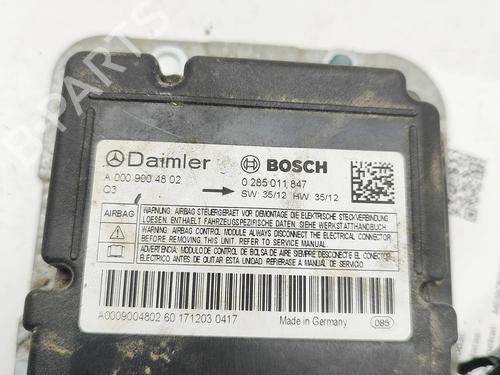 Daimler BOSCH
A 000 900 48 02 0 285 011 847
Q3 SW: 35/12 HW: 35/12
AIRBAG
WARNUNG: AIRBAG STEUERGERAET VOR DEMONTAGE DIE ELEKTRISCHE STECKVERBINDUNG
LOESEN. ENTHAELT FAHRZEUGSPEZIFISCHE DATEN. SIEHE WERKSTATTHANDBUCH
WARNING: AIRBAG CONTROL MODULE ALWAYS DISCONNECT THE ELECTRICAL CONNECTOR
BEFORE REMOVING THIS UNIT. REFER TO SERVICE MANUAL
ADVERTENCIA: MODULO DE CONTROL DE BOLSA DE AIRE SIEMPRE DESCONECTE EL CONECTOR
ELECTRICO ANTES DE QUITAR ESTA UNIDAD REFIERASE A MANUAL DE SERVICIO.
A0009004802 60 171203 0417 Made in Germany 085
B-PARTS